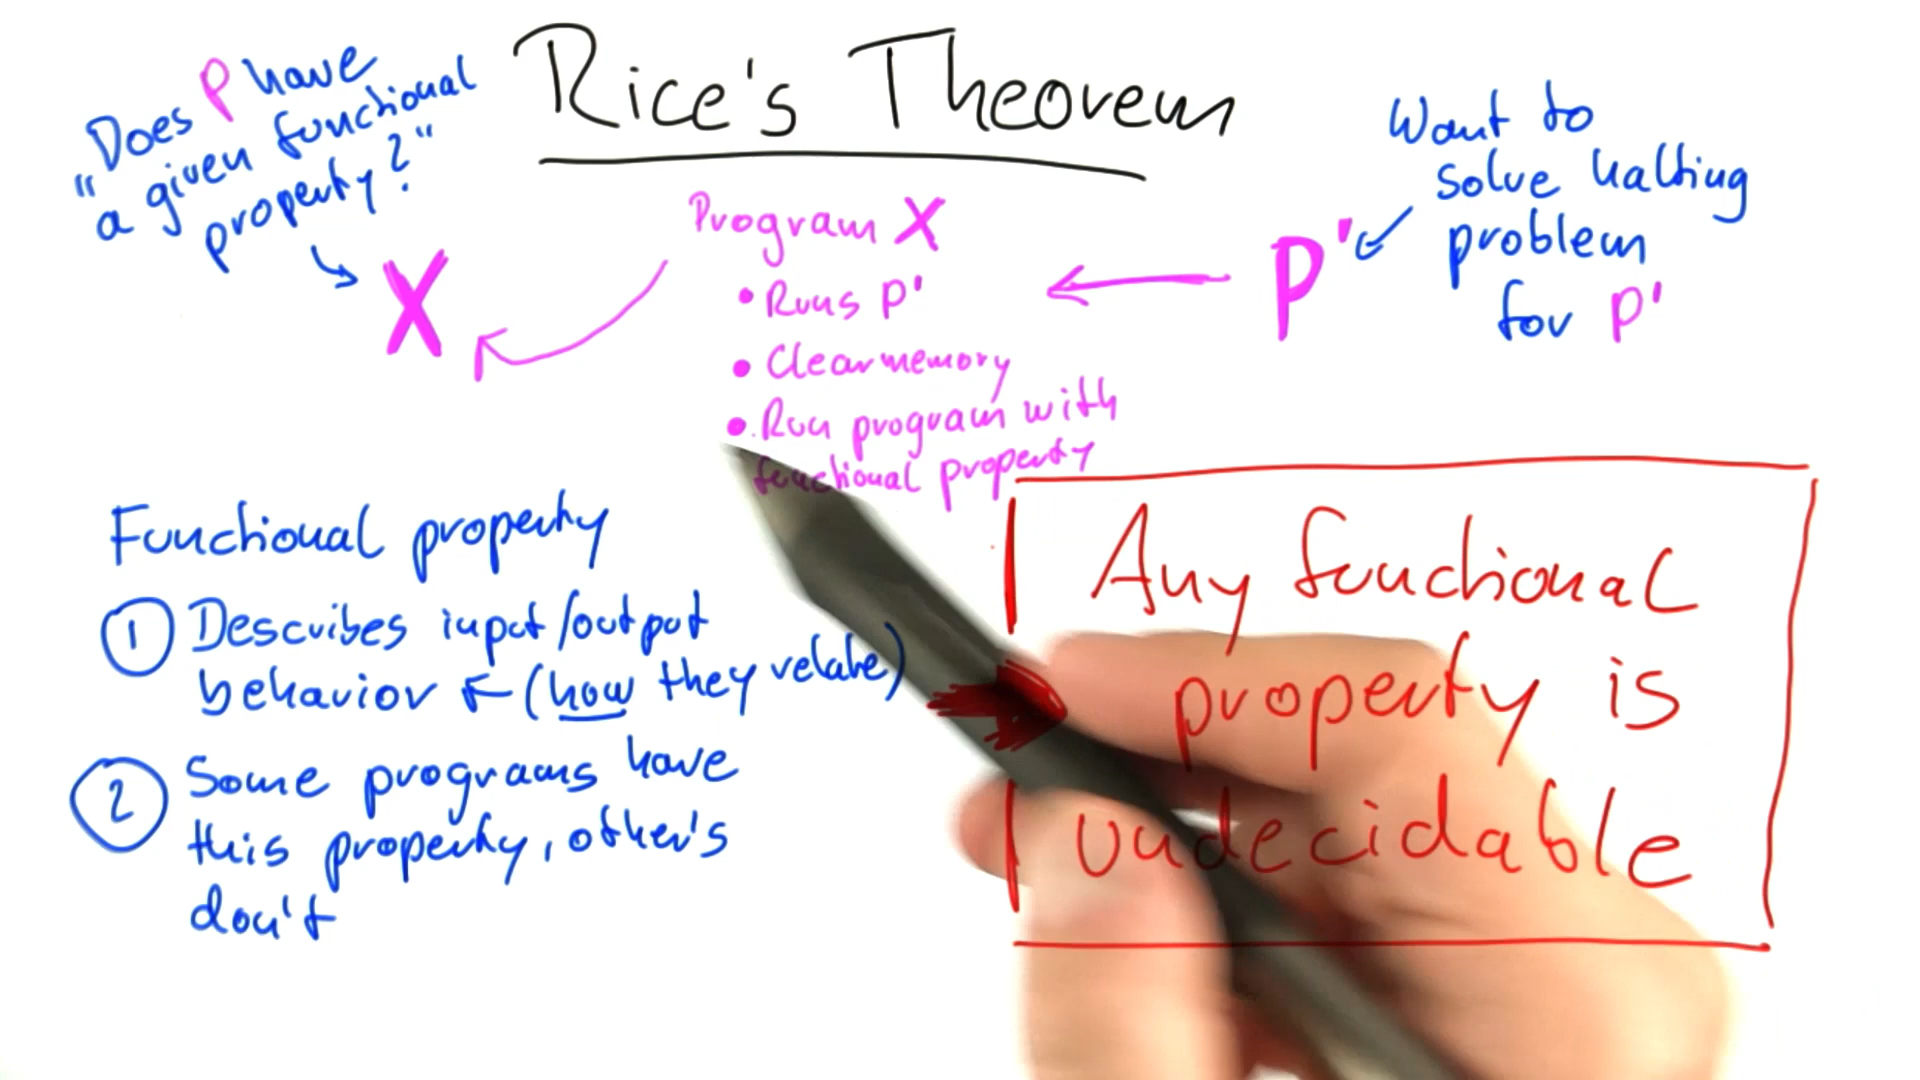 Rice's Theorem
"Does P have
a given functional
property?"
X
Program X
• Runs P'
• Clear memory
• Run program with
functional property
P'
Want to
solve halting
problem
for P'
Functional property
1 Describes input/output
behavior ← (how they relate)
2 Some programs have
this property, other's
don't
Any functional
property is
undecidable